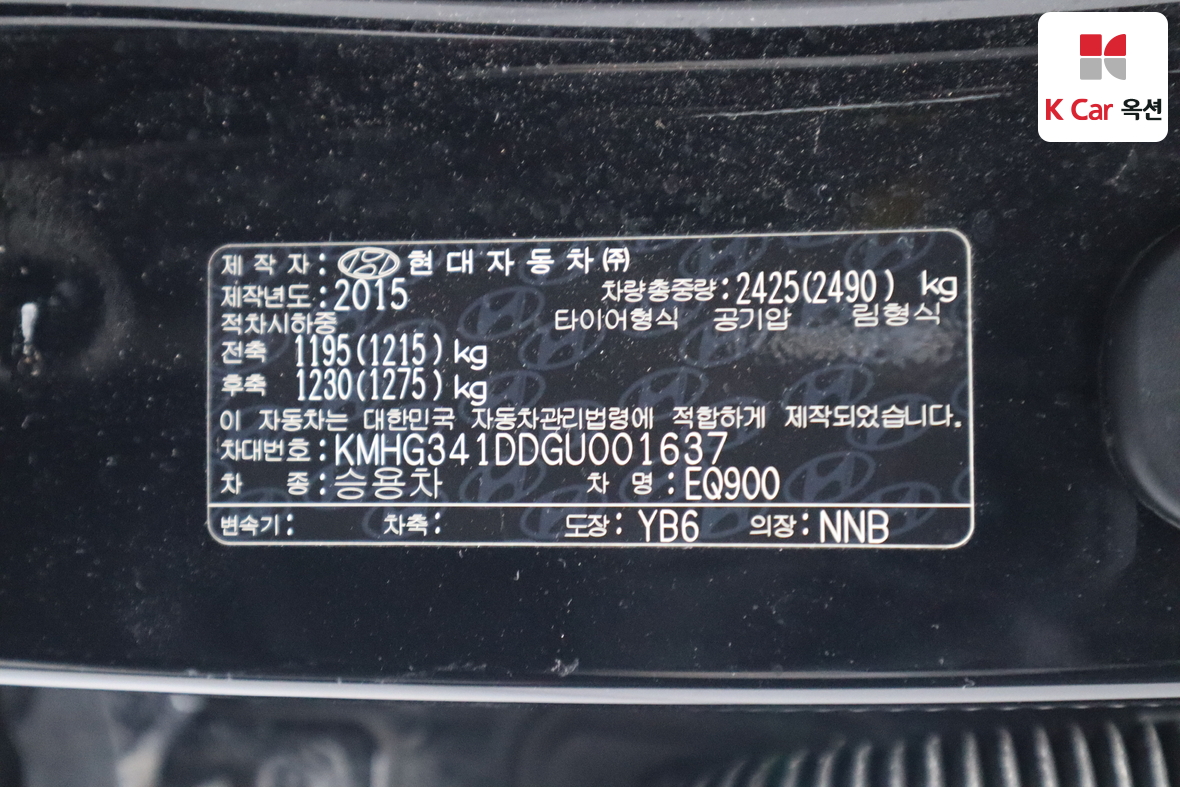 K Car 옥션
제 작 자 : 현 대 자 동 차 ㈜
제작년도 : 2015 차량총중량 : 2425(2490) kg
적차시하중 타이어형식 공기압 림형식
전축 1195(1215) kg
후축 1230(1275) kg
이 자동차는 대한민국 자동차관리법령에 적합하게 제작되었습니다.
차대번호 : KMHG341DDGU001637
차 종 : 승용차 차 명 : EQ900
변속기 : 차축 : 도장 : YB6 의장 : NNB